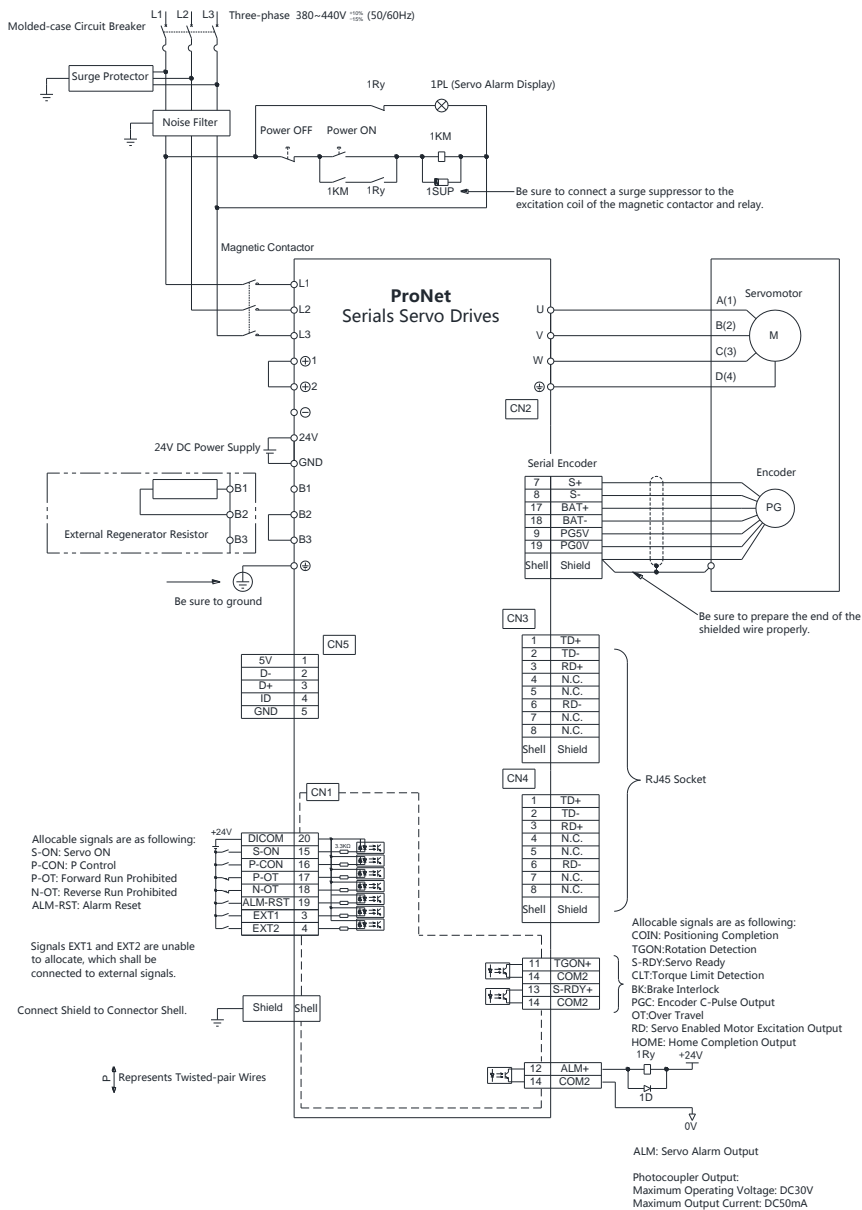 L1 L2 L3 Three-phase 380~440V +10% -15% (50/60Hz)
Molded-case Circuit Breaker
Surge Protector
1Ry
1PL (Servo Alarm Display)
Noise Filter
Power OFF
Power ON
1KM
1KM
1Ry
1SUP
Be sure to connect a surge suppressor to the
excitation coil of the magnetic contactor and relay.
Magnetic Contactor
ProNet
Serials Servo Drives
L1
L2
L3
1
2
24V
24V DC Power Supply
GND
B1
B2
B3
External Regenerator Resistor
B1
B2
B3
Be sure to ground
U
V
W
A(1)
B(2)
C(3)
D(4)
Servomotor
M
CN2
Serial Encoder
7 S+
8 S-
17 BAT+
18 BAT-
9 PG5V
19 PG0V
Shell Shield
Encoder
PG
Be sure to prepare the end of the
shielded wire properly.
CN5
5V 1
D- 2
D+ 3
ID 4
GND 5
CN3
1 TD+
2 TD-
3 RD+
4 N.C.
5 N.C.
6 RD-
7 N.C.
8 N.C.
Shell Shield
RJ45 Socket
CN4
1 TD+
2 TD-
3 RD+
4 N.C.
5 N.C.
6 RD-
7 N.C.
8 N.C.
Shell Shield
CN1
+24V
3.3KΩ
DICOM 20
S-ON 15
P-CON 16
P-OT 17
N-OT 18
ALM-RST 19
EXT1 3
EXT2 4
Allocable signals are as following:
S-ON: Servo ON
P-CON: P Control
P-OT: Forward Run Prohibited
N-OT: Reverse Run Prohibited
ALM-RST: Alarm Reset
Signals EXT1 and EXT2 are unable
to allocate, which shall be
connected to external signals.
Connect Shield to Connector Shell.
Shield Shell
P
Represents Twisted-pair Wires
11 TGON+
14 COM2
13 S-RDY+
14 COM2
Allocable signals are as following:
COIN: Positioning Completion
TGON:Rotation Detection
S-RDY:Servo Ready
CLT:Torque Limit Detection
BK:Brake Interlock
PGC: Encoder C-Pulse Output
OT:Over Travel
RD: Servo Enabled Motor Excitation Output
HOME: Home Completion Output
12 ALM+
14 COM2
1Ry
+24V
1D
0V
ALM: Servo Alarm Output
Photocoupler Output:
Maximum Operating Voltage: DC30V
Maximum Output Current: DC50mA